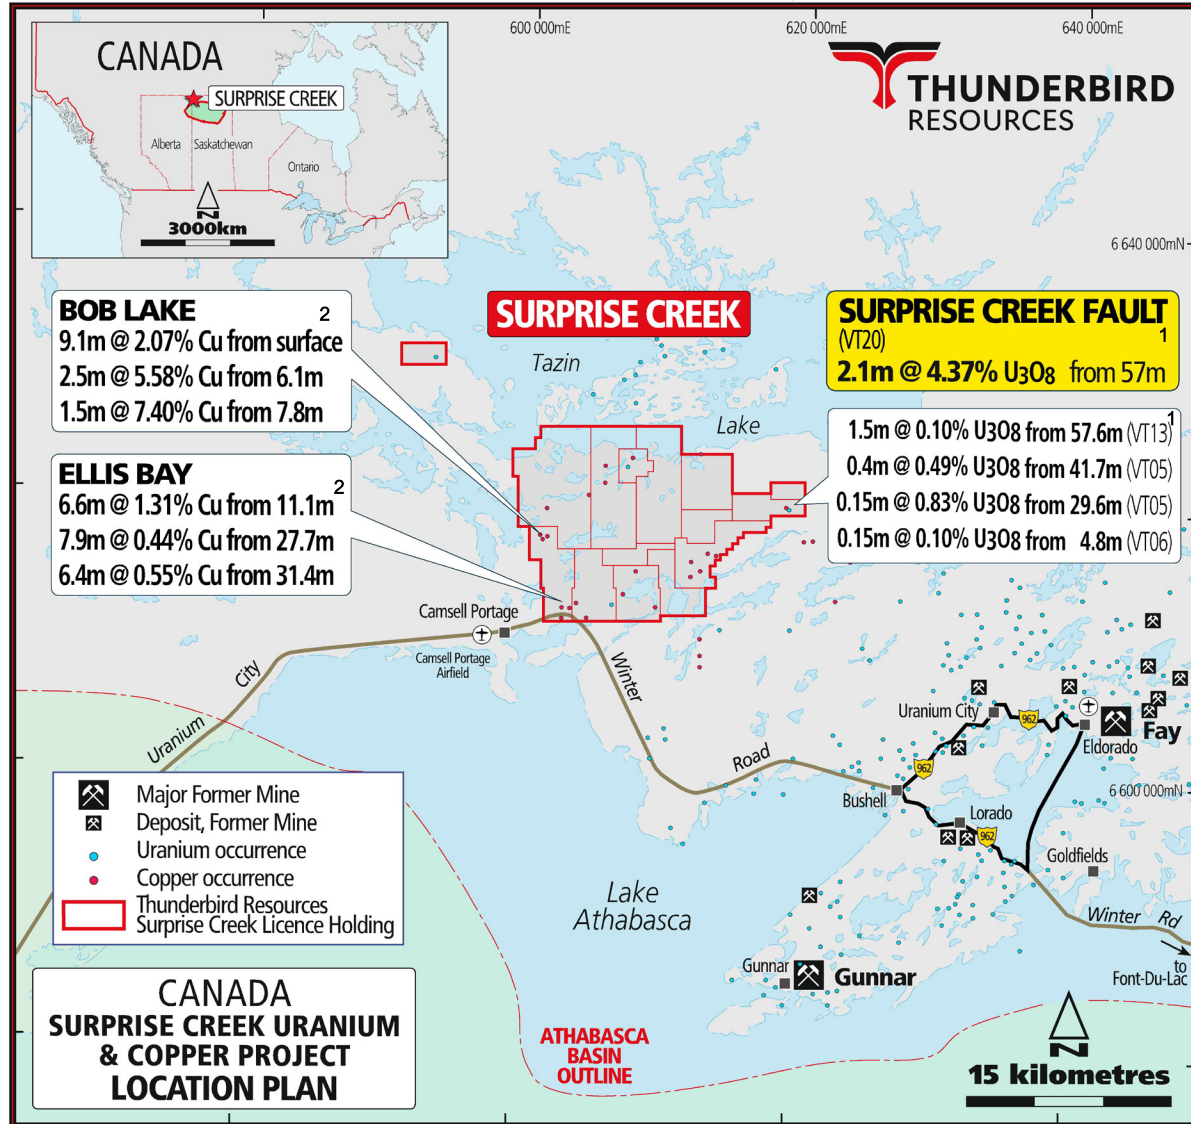 600 000mE
620 000mE
640 000mE
CANADA
SURPRISE CREEK
Alberta
Saskatchewan
Ontario
N
3000km
THUNDERBIRD
RESOURCES
6 640 000mN
BOB LAKE 2
9.1m @ 2.07% Cu from surface
2.5m @ 5.58% Cu from 6.1m
1.5m @ 7.40% Cu from 7.8m
SURPRISE CREEK
SURPRISE CREEK FAULT
(VT20) 1
2.1m @ 4.37% U3O8 from 57m
Tazin
Lake
1.5m @ 0.10% U3O8 from 57.6m (VT13) 1
0.4m @ 0.49% U3O8 from 41.7m (VT05)
0.15m @ 0.83% U3O8 from 29.6m (VT05)
0.15m @ 0.10% U3O8 from 4.8m (VT06)
ELLIS BAY
6.6m @ 1.31% Cu from 11.1m 2
7.9m @ 0.44% Cu from 27.7m
6.4m @ 0.55% Cu from 31.4m
Camsell Portage
Camsell Portage
Airfield
Uranium City Winter Road
Uranium City
962
Fay
Eldorado
962
Bushell
6 600 000mN
Lorado
962
Goldfields
Major Former Mine
Deposit, Former Mine
Uranium occurrence
Copper occurrence
Thunderbird Resources
Surprise Creek Licence Holding
Lake
Athabasca
Winter Rd
to
Font-Du-Lac
Gunnar
Gunnar
CANADA
SURPRISE CREEK URANIUM
& COPPER PROJECT
LOCATION PLAN
ATHABASCA
BASIN
OUTLINE
N
15 kilometres